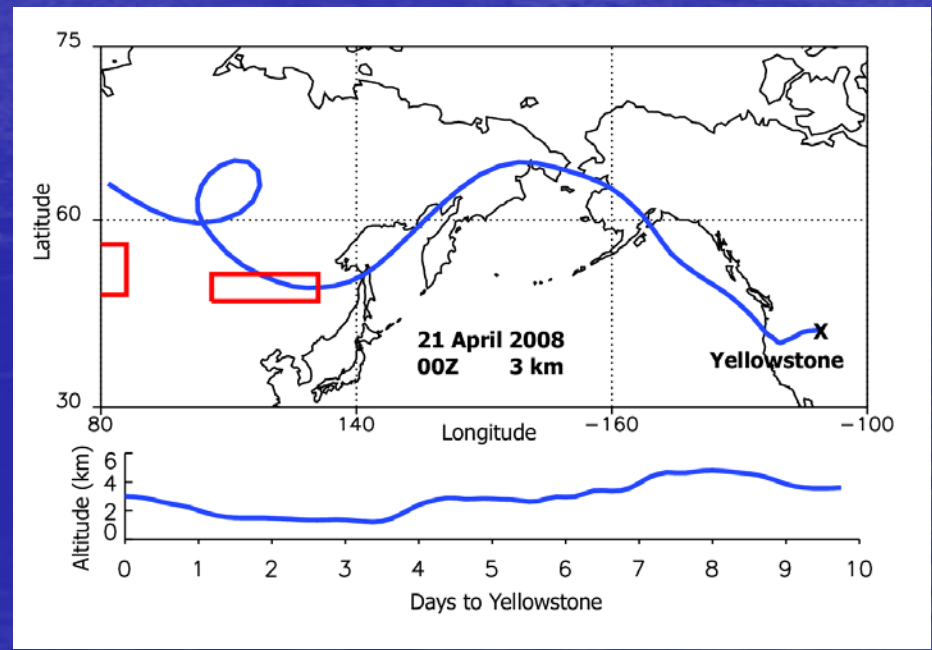 75
60
30
Latitude
21 April 2008
00Z 3 km
Yellowstone
X
80 140 -160 -100
Longitude
6
4
2
0
Altitude (km)
0 1 2 3 4 5 6 7 8 9 10
Days to Yellowstone